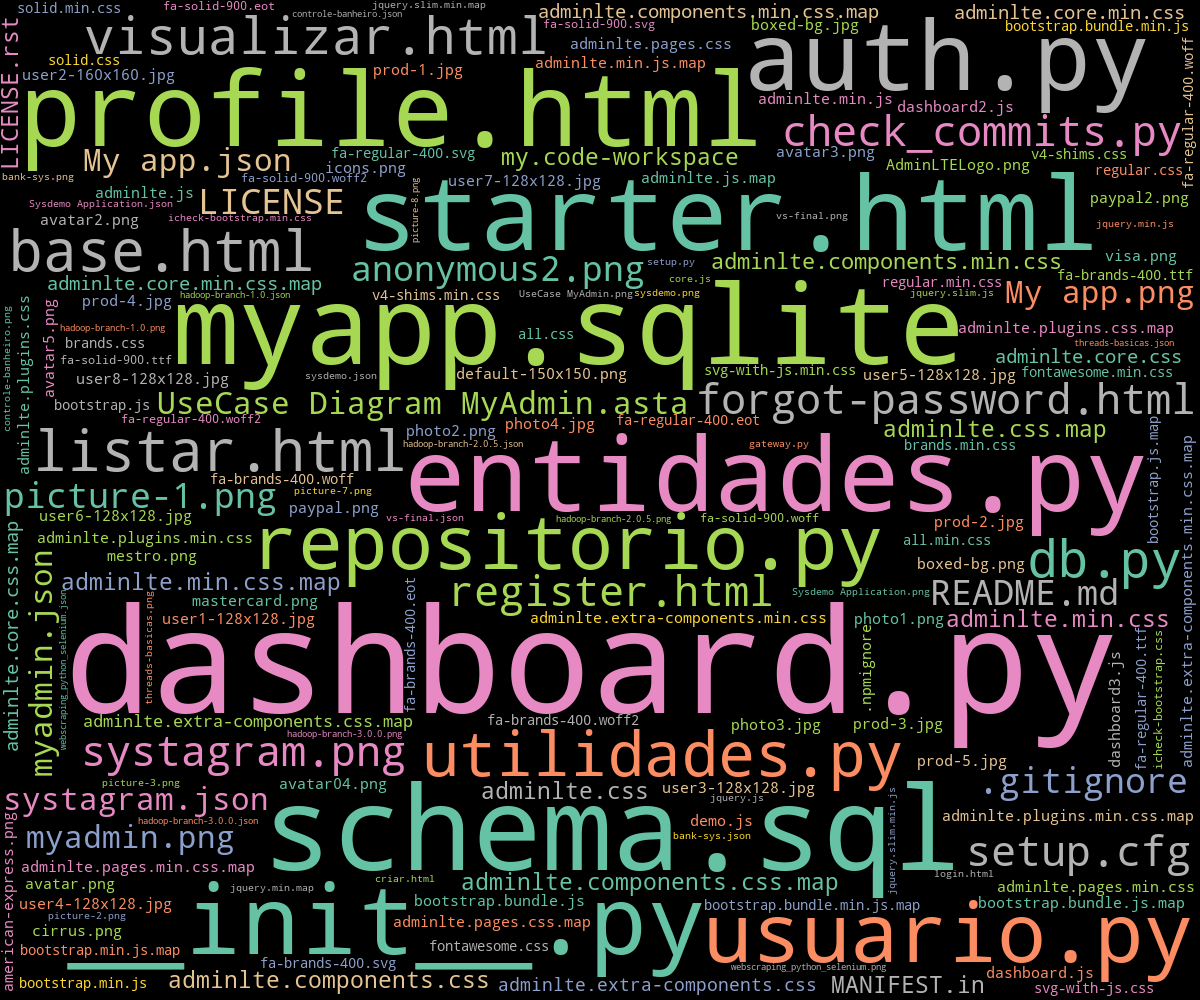 solid.min.css
fa-solid-900.eot
controle-banheiro.json
jquery.slim.min.map
adminlte.components.min.css.map
adminlte.core.min.css
visualizar.html
fa-solid-900.svg
boxed-bg.jpg
bootstrap.bundle.min.js
LICENSE.rst
adminlte.pages.css
auth.py
solid.css
user2-160x160.jpg
prod-1.jpg
adminlte.min.js.map
fa-regular-400.woff
profile.html
adminlte.min.js
dashboard2.js
check_commits.py
My app.json
fa-regular-400.svg
my.code-workspace
avatar3.png
v4-shims.css
icons.png
AdminLTELogo.png
regular.css
bank-sys.png
fa-solid-900.woff2
user7-128x128.jpg
adminlte.js.map
adminlte.js
LICENSE
picture-8.png
starter.html
paypal2.png
Sysdemo Application.json
avatar2.png
icheck-bootstrap.min.css
vs-final.png
jquery.min.js
base.html
anonymous2.png
setup.py
adminlte.components.min.css
visa.png
core.js
fa-brands-400.ttf
adminlte.core.min.css.map
regular.min.css
My app.png
controle-banheiro.png
adminlte.plugins.css
avatar5.png
prod-4.jpg
hadoop-branch-1.0.json
v4-shims.min.css
UseCase MyAdmin.png
sysdemo.png
jquery.slim.js
myapp.sqlite
hadoop-branch-1.0.png
all.css
adminlte.plugins.css.map
brands.css
threads-basicas.json
fa-solid-900.ttf
adminlte.core.css
user8-128x128.jpg
sysdemo.json
default-150x150.png
svg-with-js.min.css
user5-128x128.jpg
fontawesome.min.css
bootstrap.js
UseCase Diagram MyAdmin.asta
forgot-password.html
fa-regular-400.woff2
photo2.png
photo4.jpg
fa-regular-400.eot
adminlte.css.map
bootstrap.js.map
adminlte.components.min.css.map
listar.html
hadoop-branch-2.0.5.json
gateway.py
brands.min.css
entidades.py
fa-brands-400.woff
picture-1.png
picture-7.png
paypal.png
user6-128x128.jpg
vs-final.json
hadoop-branch-2.0.5.png
fa-solid-900.woff
prod-2.jpg
adminlte.core.css.map
adminlte.plugins.min.css
repositorio.py
all.min.css
db.py
mestro.png
boxed-bg.png
myadmin.json
adminlte.min.css.map
fa-brands-400.eot
register.html
Sysdemo Application.png
README.md
webscraping_python_selenium.json
threads-basicas.png
mastercard.png
user1-128x128.jpg
adminlte.extra-components.min.css
photo1.png
adminlte.min.css
dashboard.py
.npmignore
dashboard3.js
fa-regular-400.ttf
icheck-bootstrap.css
adminlte.extra-components.min.css.map
adminlte.extra-components.css.map
fa-brands-400.woff2
photo3.jpg
prod-3.jpg
hadoop-branch-3.0.0.png
systagram.png
utilidades.py
prod-5.jpg
picture-3.png
avatar04.png
adminlte.css
user3-128x128.jpg
.gitignore
jquery.js
systagram.json
schema.sql
jquery.slim.min.js
hadoop-branch-3.0.0.json
demo.js
adminlte.plugins.min.css.map
american-express.png
myadmin.png
bank-sys.json
setup.cfg
adminlte.pages.min.css.map
login.html
avatar.png
jquery.min.map
criar.html
adminlte.components.css.map
adminlte.pages.min.css
user4-128x128.jpg
__init__.py
bootstrap.bundle.js
bootstrap.bundle.min.js.map
bootstrap.bundle.js.map
picture-2.png
adminlte.pages.css.map
cirrus.png
usuario.py
bootstrap.min.js.map
fontawesome.css
fa-brands-400.svg
webscraping_python_selenium.png
dashboard.js
bootstrap.min.js
adminlte.components.css
adminlte.extra-components.css
MANIFEST.in
svg-with-js.css